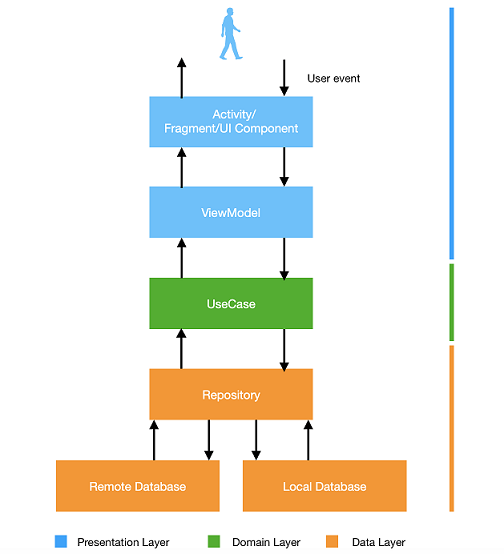 User event
Activity/
Fragment/UI Component
ViewModel
UseCase
Repository
Remote Database
Local Database
Presentation Layer
Domain Layer
Data Layer